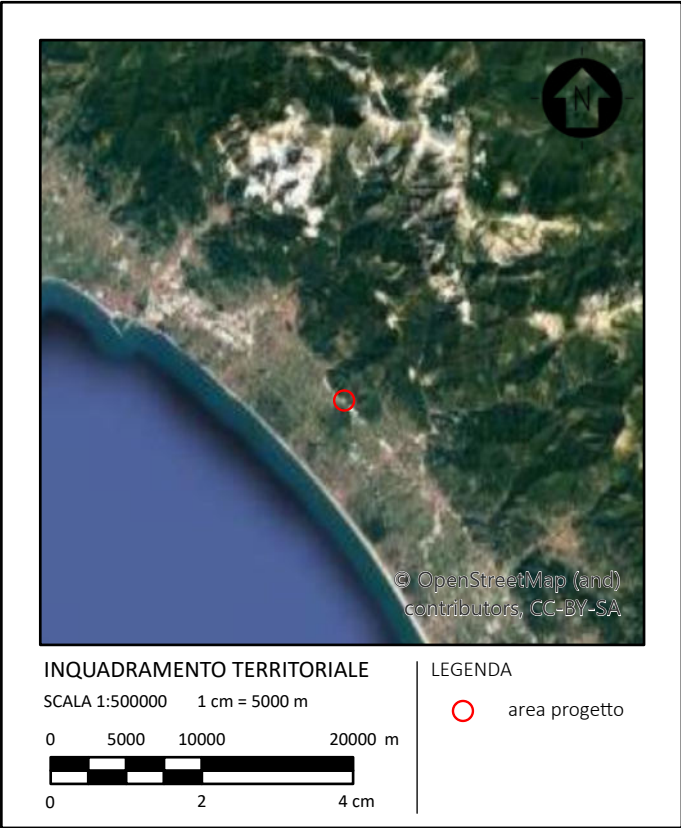 N
© OpenStreetMap (and)
contributors, CC-BY-SA
INQUADRAMENTO TERRITORIALE
SCALA 1:500000 1 cm = 5000 m
0 5000 10000 20000 m
0 2 4 cm
LEGENDA
area progetto